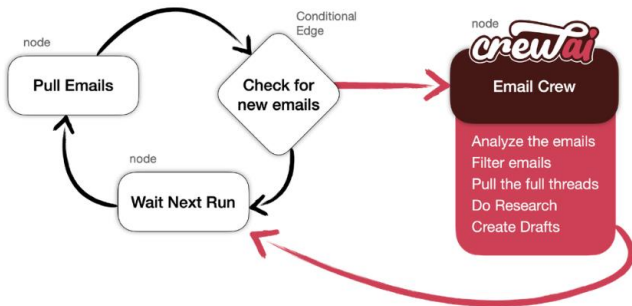 node
Pull Emails
Conditional
Edge
Check for
new emails
node
Wait Next Run
node
crewai
Email Crew
Analyze the emails
Filter emails
Pull the full threads
Do Research
Create Drafts